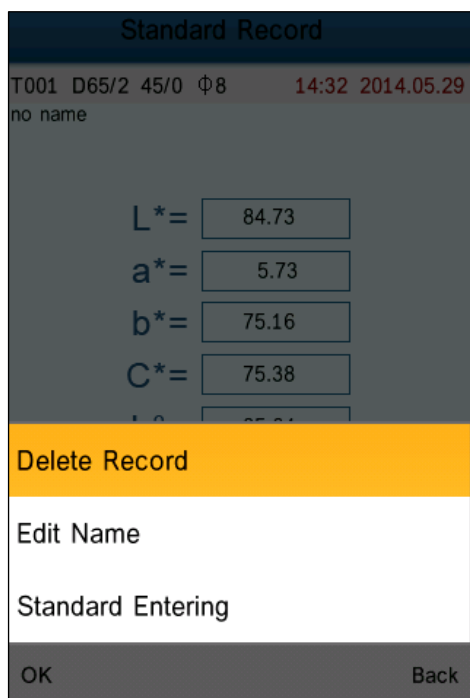 Standard Record
T001 D65/2 45/0 Φ8 14:32 2014.05.29
no name
L*= 84.73
a*= 5.73
b*= 75.16
C*= 75.38
Delete Record
Edit Name
Standard Entering
OK Back